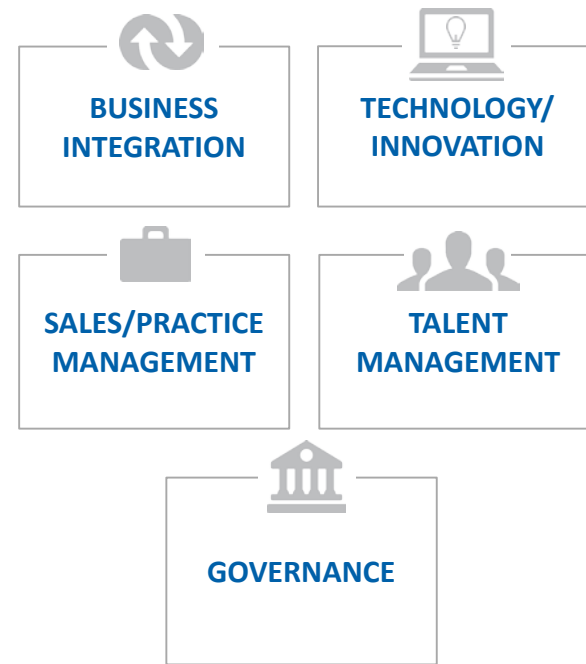 BUSINESS
INTEGRATION
TECHNOLOGY/
INNOVATION
SALES/PRACTICE
MANAGEMENT
TALENT
MANAGEMENT
GOVERNANCE